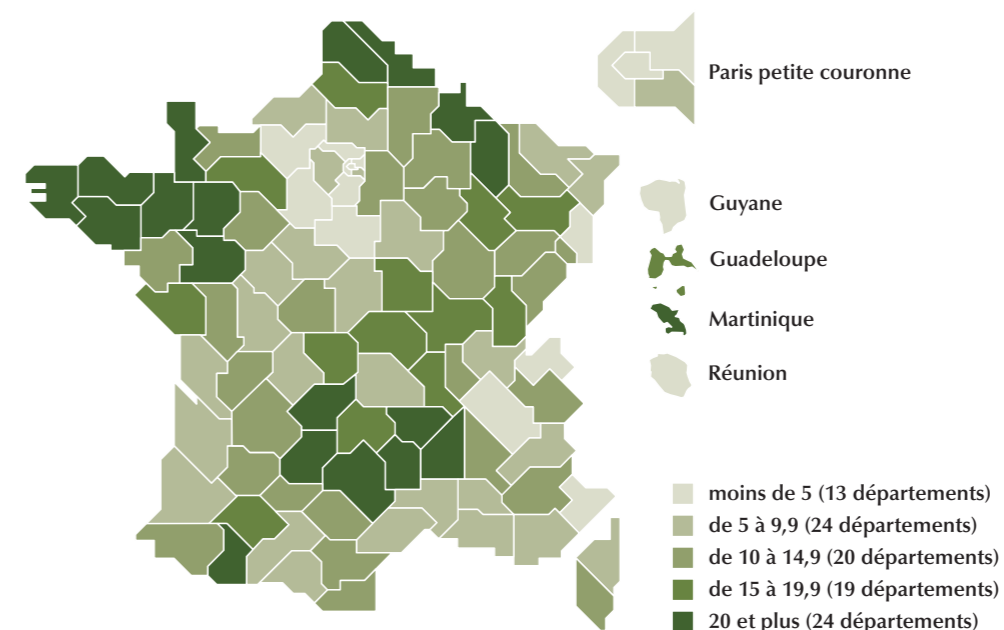 Paris petite couronne
Guyane
Guadeloupe
Martinique
Réunion
moins de 5 (13 départements)
de 5 à 9,9 (24 départements)
de 10 à 14,9 (20 départements)
de 15 à 19,9 (19 départements)
20 et plus (24 départements)